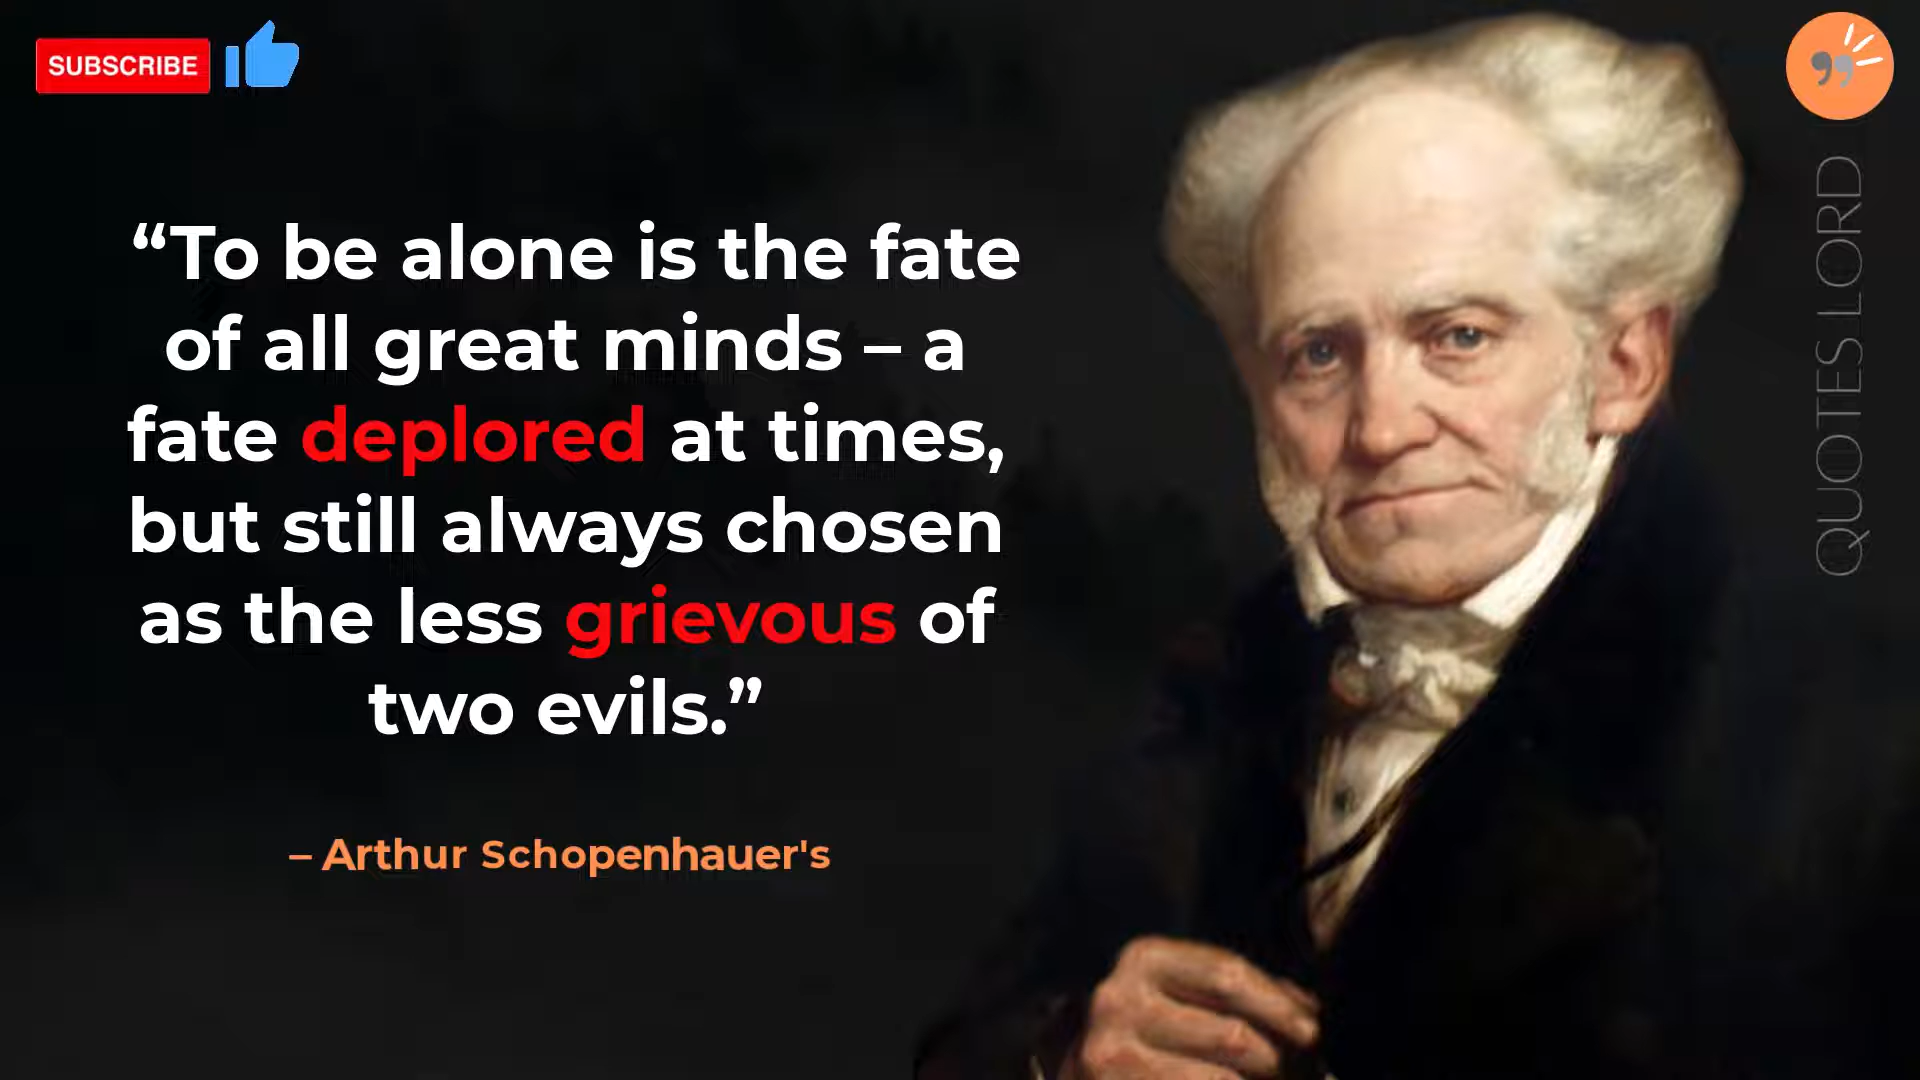 SUBSCRIBE
“To be alone is the fate
of all great minds – a
fate deplored at times,
but still always chosen
as the less grievous of
two evils.”
– Arthur Schopenhauer's
QUOTES LORD